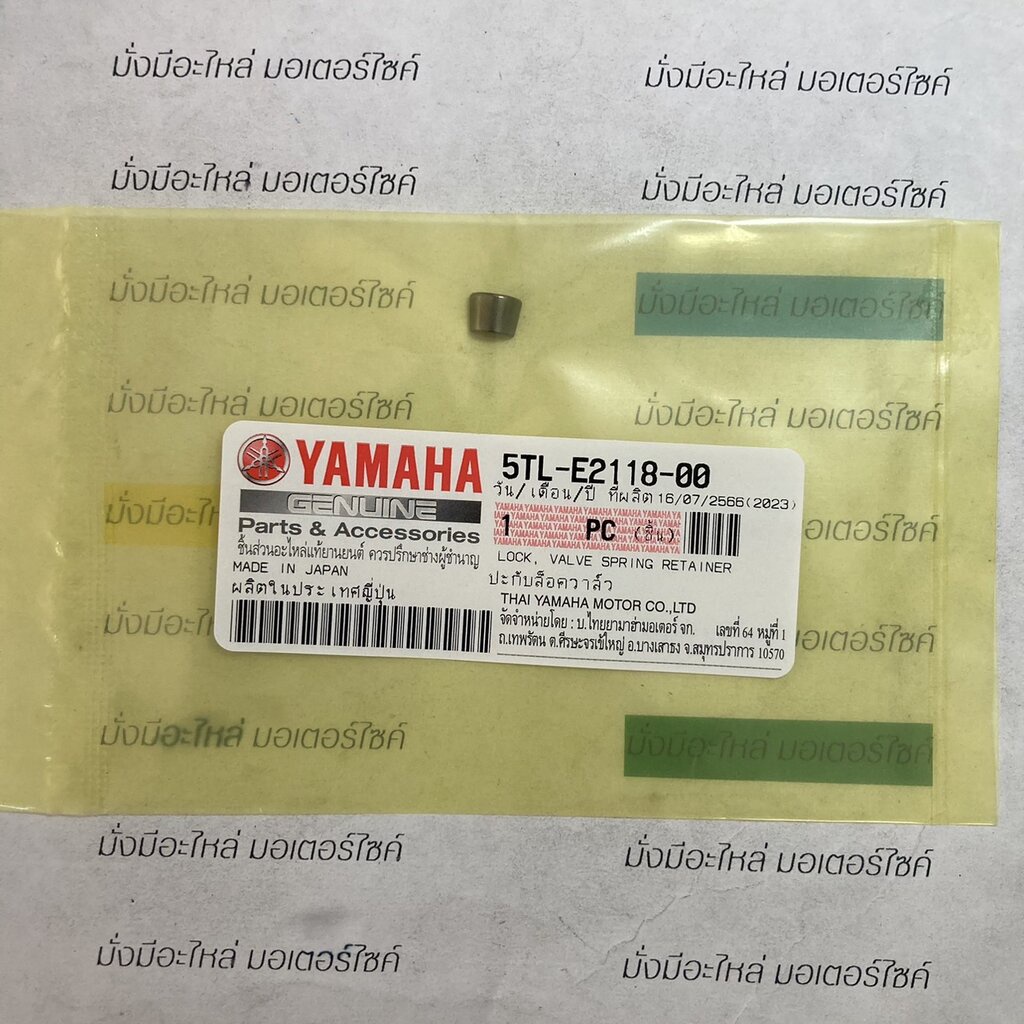 มั่งมีอะไหล่ มอเตอร์ไซค์ มั่งมีอะไหล่ มอเตอร์ไซค์
มั่งมีอะไหล่ มอเตอร์ไซค์ มั่งมีอะไหล่ มอเตอร์ไซค์
มั่งมีอะไหล่ มอเตอร์ไซค์ มั่งมีอะไหล่ มอเตอร์ไซค์
มั่งมีอะไหล่ มอเตอร์ไซค์ มั่งมีอะไหล่ มอเตอร์ไซค์
YAMAHA
GENUINE
Parts & Accessories
ชิ้นส่วนอะไหล่แท้ยานยนต์ ควรปรึกษาช่างผู้ชำนาญ
MADE IN JAPAN
ผลิตในประเทศญี่ปุ่น
5TL-E2118-00
วัน/เดือน/ปี ที่ผลิต 16/07/2566(2023)
YAMAHA YAMAHA YAMAHA YAMAHA YAMAHA
1 PC (ชิ้น)
LOCK, VALVE SPRING RETAINER
ปะกับล็อควาล์ว
THAI YAMAHA MOTOR CO.,LTD
จัดจำหน่ายโดย : บ.ไทยยามาฮ่ามอเตอร์ จก. เลขที่ 64 หมู่ที่ 1
ถ.เทพรัตน ต.ศีรษะจรเข้ใหญ่ อ.บางเสาธง จ.สมุทรปราการ 10570
มั่งมีอะไหล่ มอเตอร์ไซค์ มั่งมีอะไหล่ มอเตอร์ไซค์
มั่งมีอะไหล่ มอเตอร์ไซค์ มั่งมีอะไหล่ มอเตอร์ไซค์
มั่งมีอะไหล่ มอเตอร์ไซค์ มั่งมีอะไหล่ มอเตอร์ไซค์